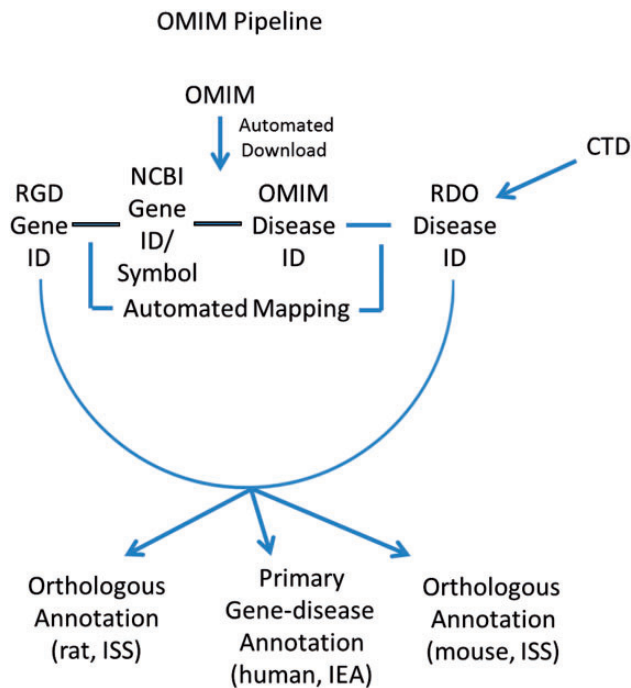 OMIM Pipeline
OMIM
Automated
Download
CTD
RGD
Gene
ID
NCBI
Gene
ID/
Symbol
OMIM
Disease
ID
RDO
Disease
ID
Automated Mapping
Orthologous
Annotation
(rat, ISS)
Primary
Gene-disease
Annotation
(human, IEA)
Orthologous
Annotation
(mouse, ISS)